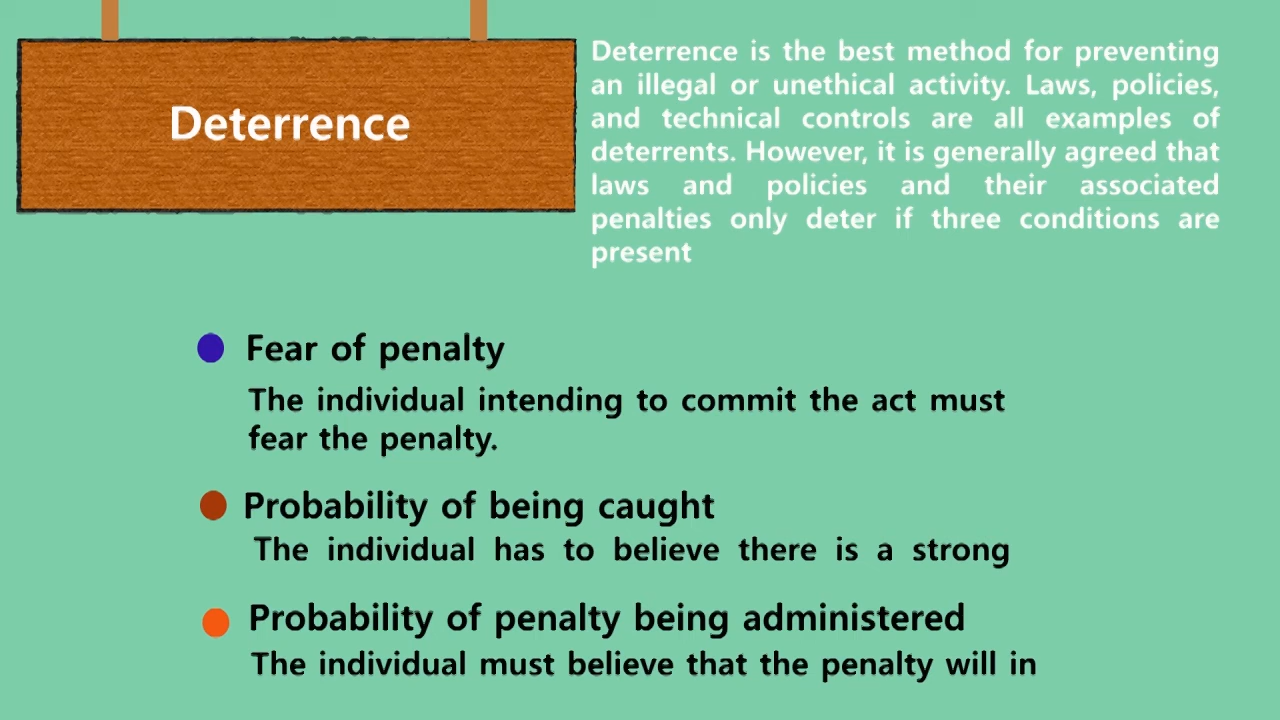 Deterrence
Deterrence is the best method for preventing
an illegal or unethical activity. Laws, policies,
and technical controls are all examples of
deterrents. However, it is generally agreed that
laws and policies and their associated
penalties only deter if three conditions are
present
Fear of penalty
The individual intending to commit the act must
fear the penalty.
Probability of being caught
The individual has to believe there is a strong
Probability of penalty being administered
The individual must believe that the penalty will in